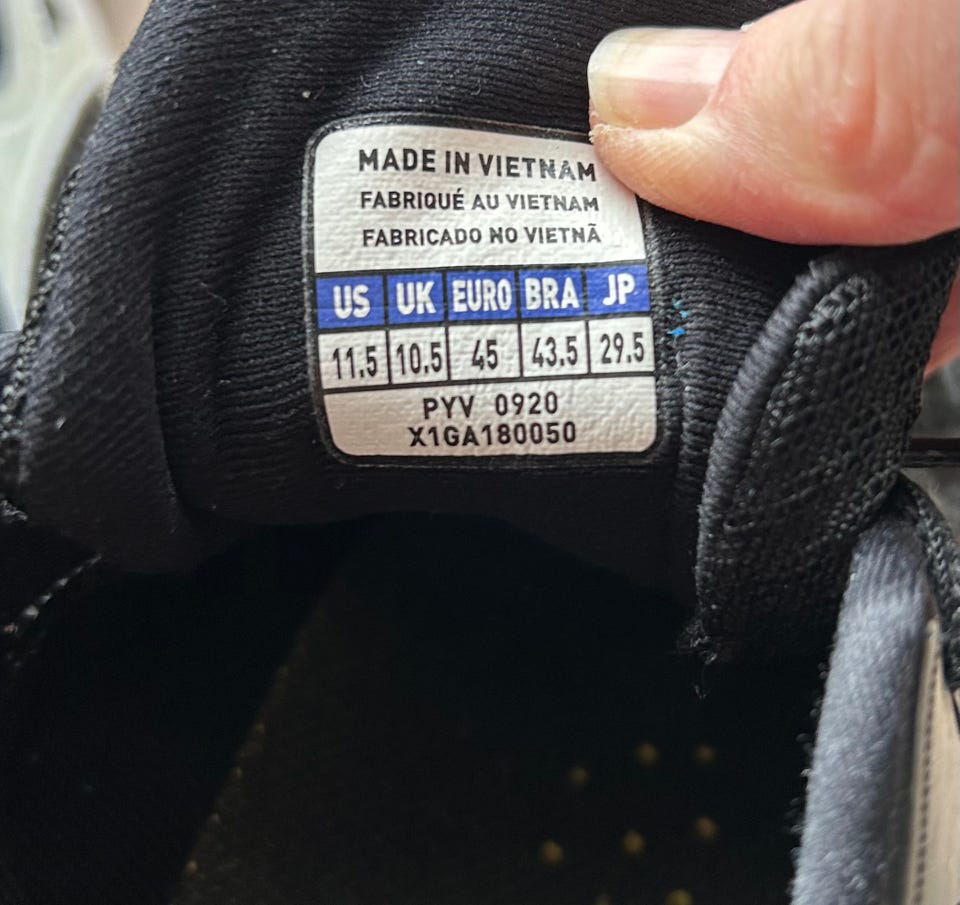 MADE IN VIETNAM
FABRIQUÉ AU VIETNAM
FABRICADO NO VIETNÃ
US UK EURO BRA JP
11.5 10.5 45 43.5 29.5
PYV 0920
X1GA180050